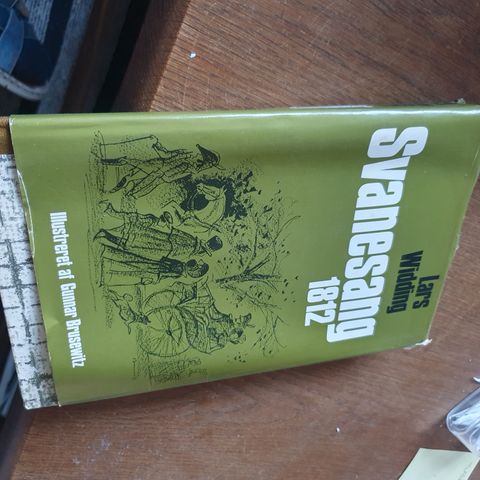 Lars
Widding
Svanesang
1812
Illustreret af Gunnar Brusewitz